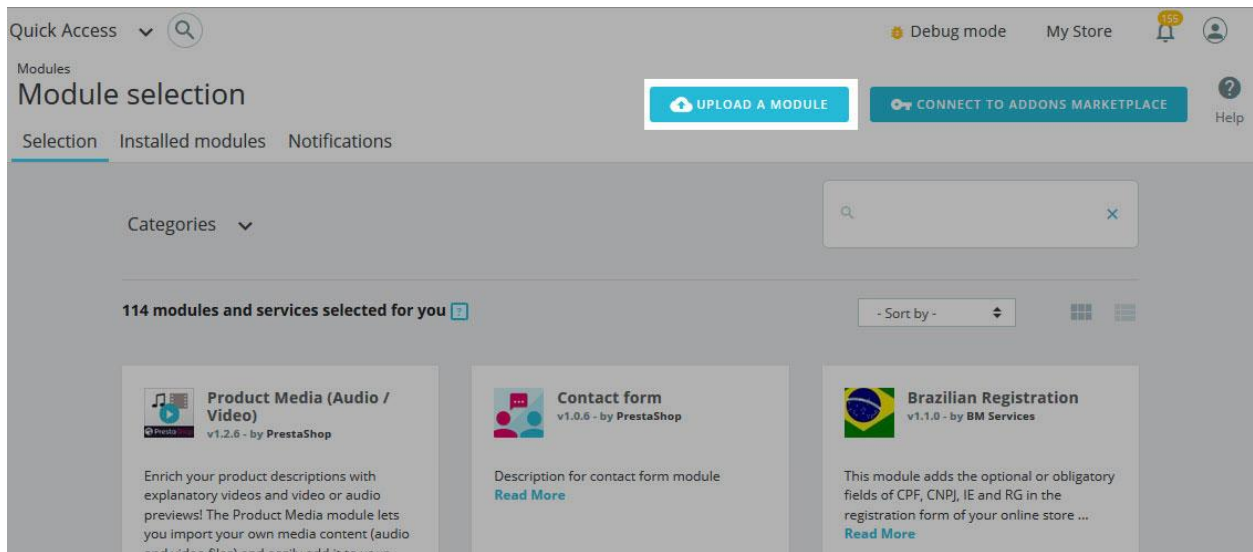 Quick Access
155
Debug mode
My Store
Modules
Module selection
UPLOAD A MODULE
CONNECT TO ADDONS MARKETPLACE
?
Help
Selection
Installed modules
Notifications
Categories
114 modules and services selected for you ?
- Sort by -
Product Media (Audio /
Video)
v1.2.6 - by PrestaShop
Enrich your product descriptions with
explanatory videos and video or audio
previews! The Product Media module lets
you import your own media content (audio
Contact form
v1.0.6 - by PrestaShop
Description for contact form module
Read More
Brazilian Registration
v1.1.0 - by BM Services
This module adds the optional or obligatory
fields of CPF, CNPJ, IE and RG in the
registration form of your online store ...
Read More